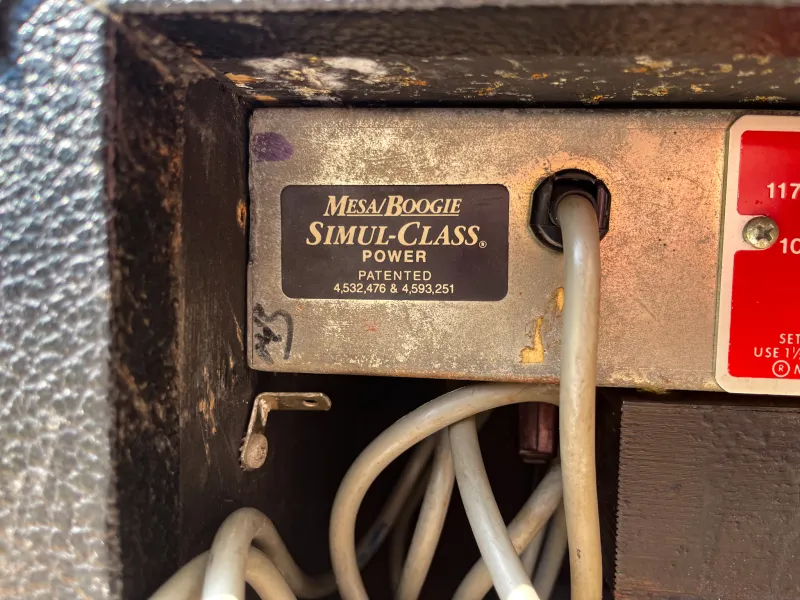 MESA/BOOGIE
SIMUL-CLASS®
POWER
PATENTED
4,532,476 & 4,593,251
117
10
SET
USE 1½
® M